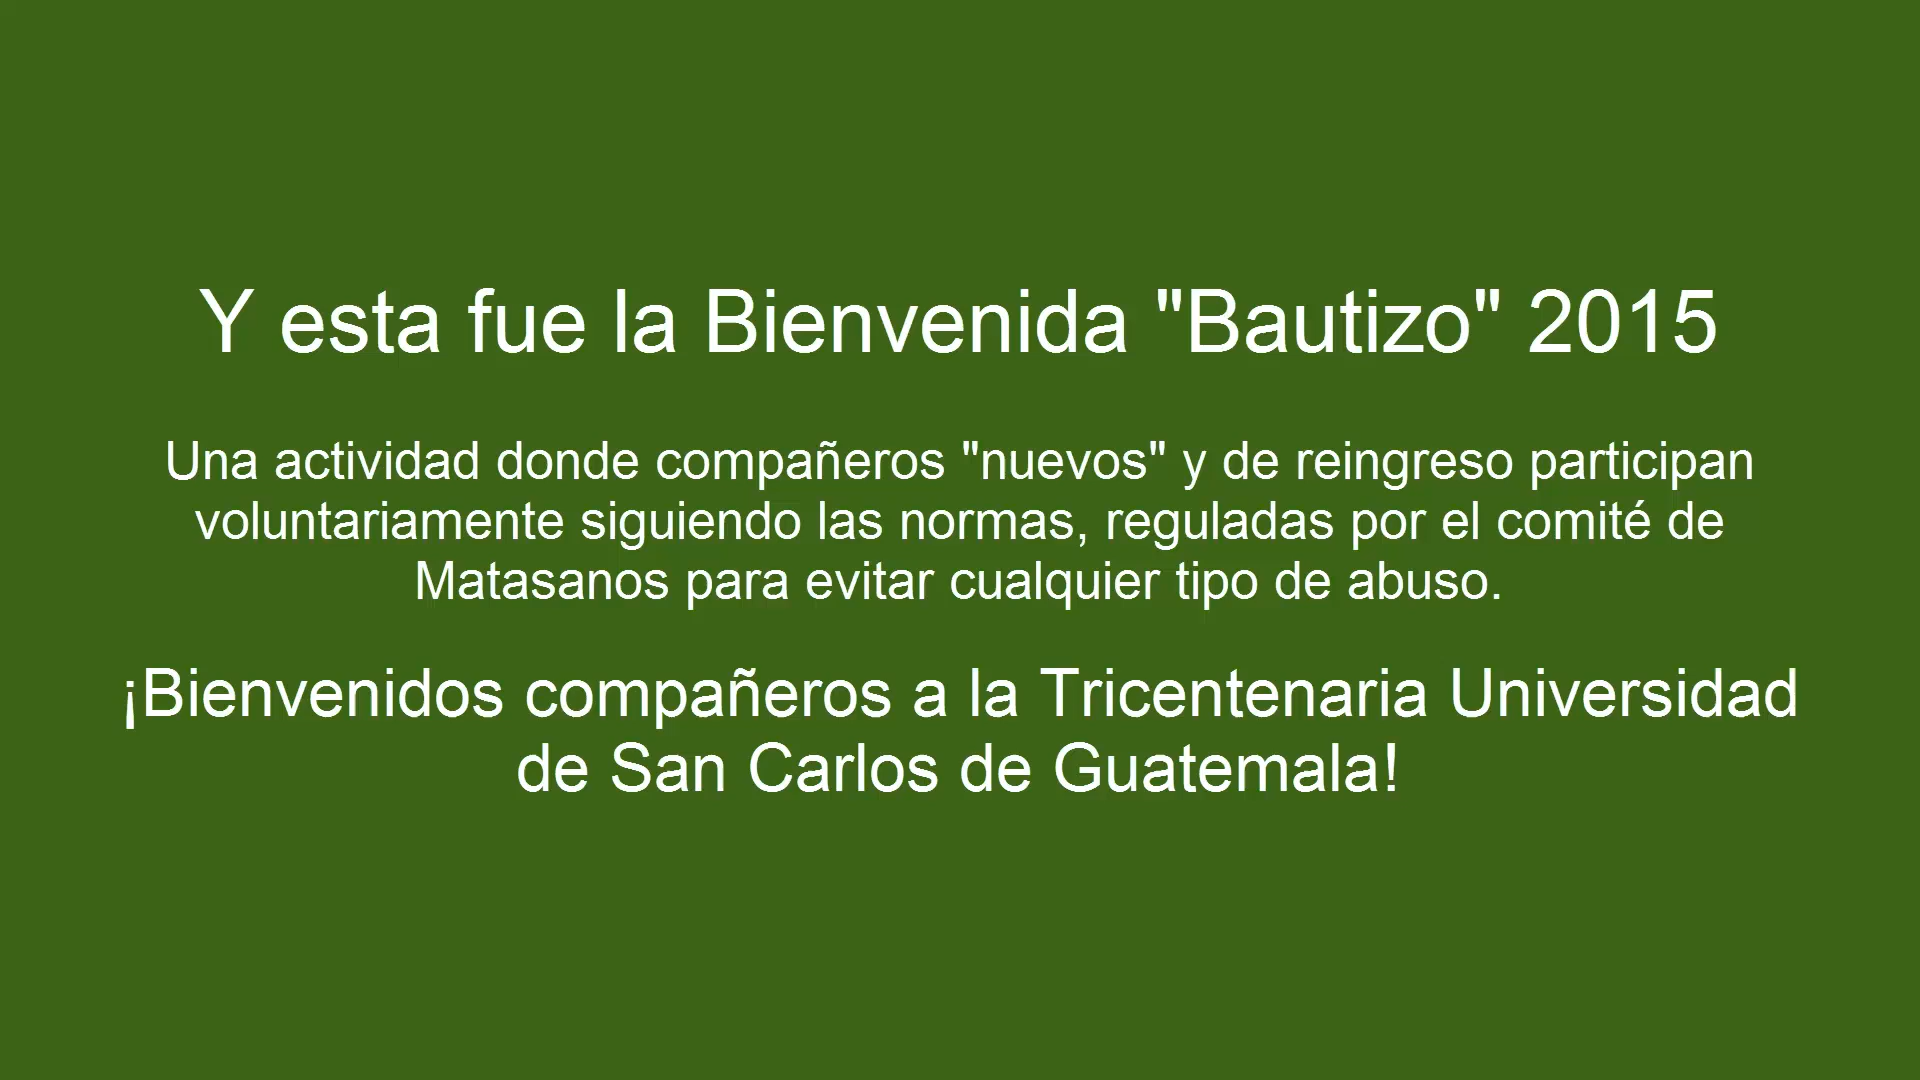 Y esta fue la Bienvenida "Bautizo" 2015
Una actividad donde compañeros "nuevos" y de reingreso participan
voluntariamente siguiendo las normas, reguladas por el comité de
Matasanos para evitar cualquier tipo de abuso.
¡Bienvenidos compañeros a la Tricentenaria Universidad
de San Carlos de Guatemala!